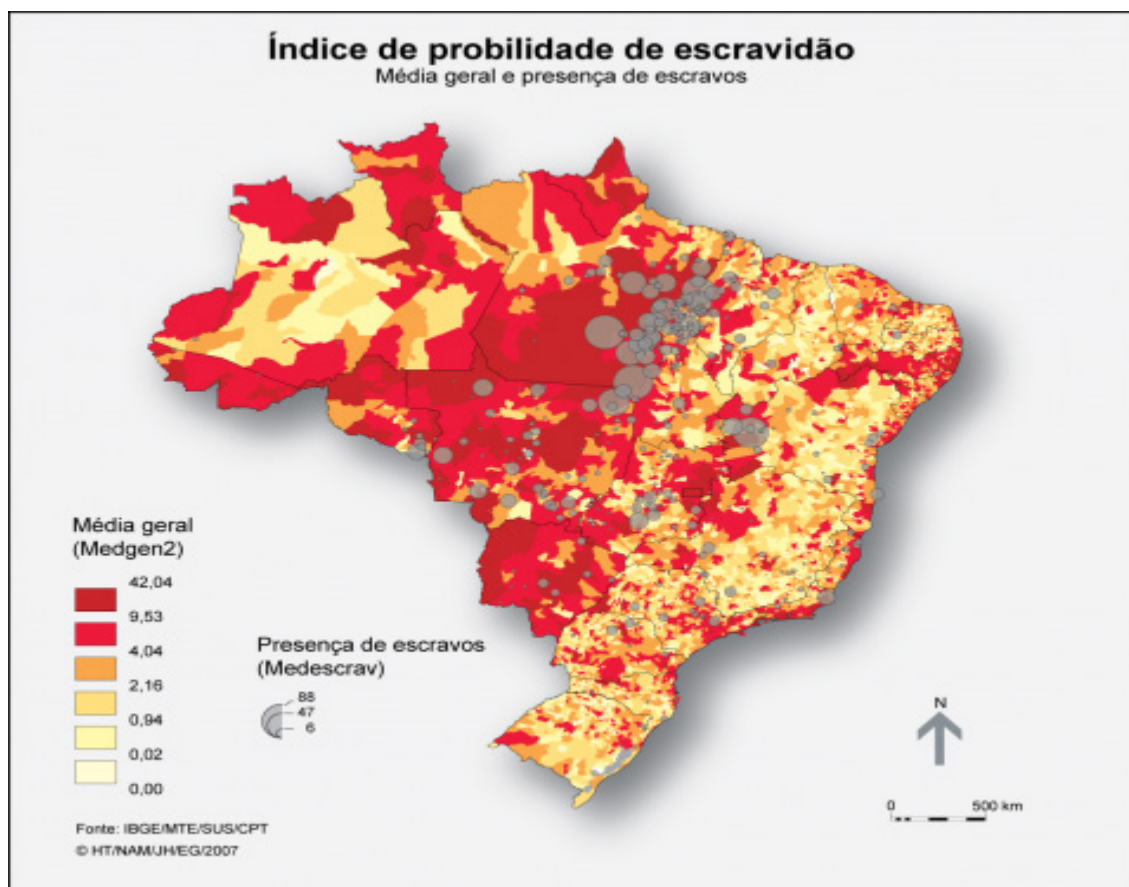 Índice de probilidade de escravidão
Média geral e presença de escravos
Média geral
(Medgen2)
42,04
9,53
4,04
2,16
0,94
0,02
0,00
Presença de escravos
(Medescrav)
88
47
6
N
0 500 km
Fonte: IBGE/MTE/SUS/CPT
© HT/NAM/JH/EG/2007